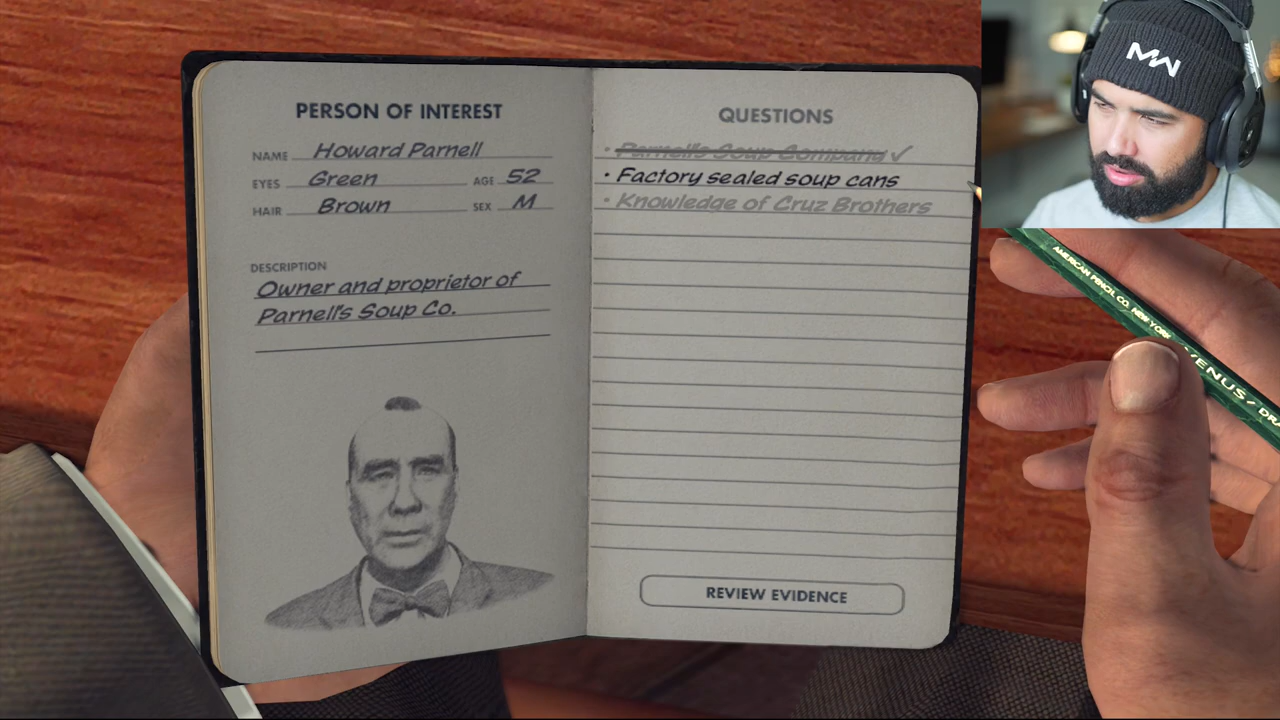 PERSON OF INTEREST
NAME Howard Parnell
EYES Green AGE 52
HAIR Brown SEX M
DESCRIPTION
Owner and proprietor of
Parnell's Soup Co.
QUESTIONS
• Parnell's Soup Company ✓
• Factory sealed soup cans
• Knowledge of Cruz Brothers
REVIEW EVIDENCE
MW
AMERICAN PENCIL CO. NEW YORK VENUS/DRA